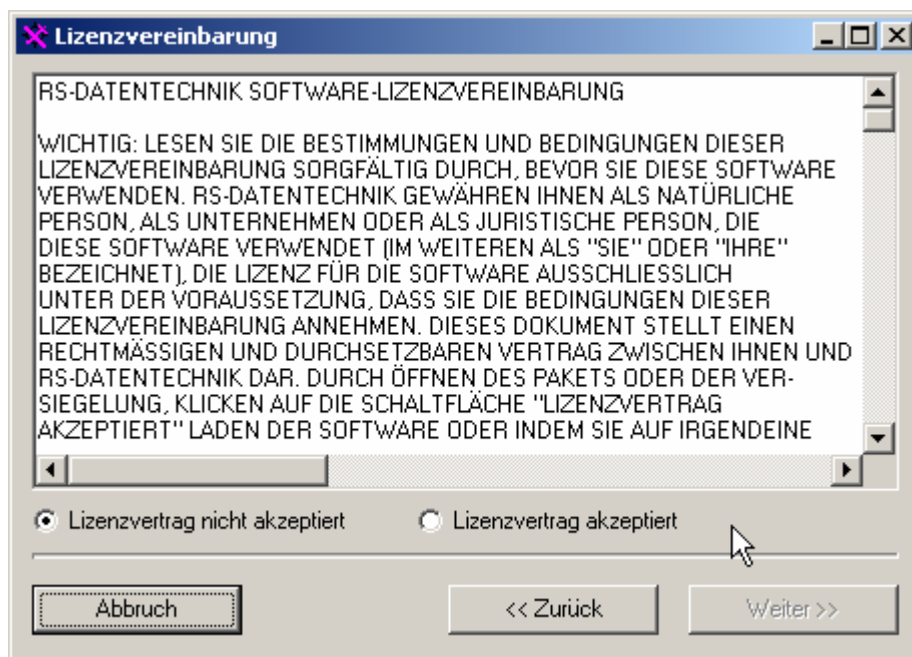 Lizenzvereinbarung
RS-DATENTECHNIK SOFTWARE-LIZENZVEREINBARUNG
WICHTIG: LESEN SIE DIE BESTIMMUNGEN UND BEDINGUNGEN DIESER
LIZENZVEREINBARUNG SORGFÄLTIG DURCH, BEVOR SIE DIESE SOFTWARE
VERWENDEN. RS-DATENTECHNIK GEWÄHREN IHNEN ALS NATÜRLICHE
PERSON, ALS UNTERNEHMEN ODER ALS JURISTISCHE PERSON, DIE
DIESE SOFTWARE VERWENDET (IM WEITEREN ALS "SIE" ODER "IHRE"
BEZEICHNET), DIE LIZENZ FÜR DIE SOFTWARE AUSSCHLIESSLICH
UNTER DER VORAUSSETZUNG, DASS SIE DIE BEDINGUNGEN DIESER
LIZENZVEREINBARUNG ANNEHMEN. DIESES DOKUMENT STELLT EINEN
RECHTMÄSSIGEN UND DURCHSETZBAREN VERTRAG ZWISCHEN IHNEN UND
RS-DATENTECHNIK DAR. DURCH ÖFFNEN DES PAKETS ODER DER VER-
SIEGELUNG, KLICKEN AUF DIE SCHALTFLÄCHE "LIZENZVERTRAG
AKZEPTIERT" LADEN DER SOFTWARE ODER INDEM SIE AUF IRGENDEINE
Lizenzvertrag nicht akzeptiert Lizenzvertrag akzeptiert
Abbruch << Zurück Weiter >>